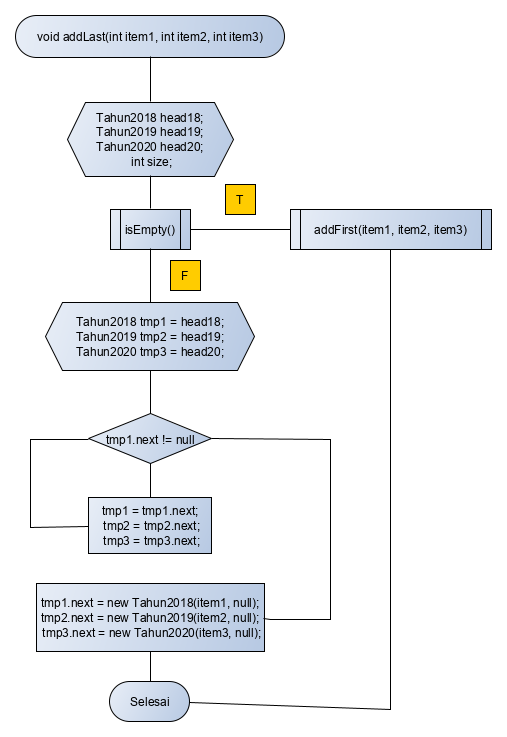 void addLast(int item1, int item2, int item3)
Tahun2018 head18;
Tahun2019 head19;
Tahun2020 head20;
int size;
T
isEmpty()
addFirst(item1, item2, item3)
F
Tahun2018 tmp1 = head18;
Tahun2019 tmp2 = head19;
Tahun2020 tmp3 = head20;
tmp1.next != null
tmp1 = tmp1.next;
tmp2 = tmp2.next;
tmp3 = tmp3.next;
tmp1.next = new Tahun2018(item1, null);
tmp2.next = new Tahun2019(item2, null);
tmp3.next = new Tahun2020(item3, null);
Selesai